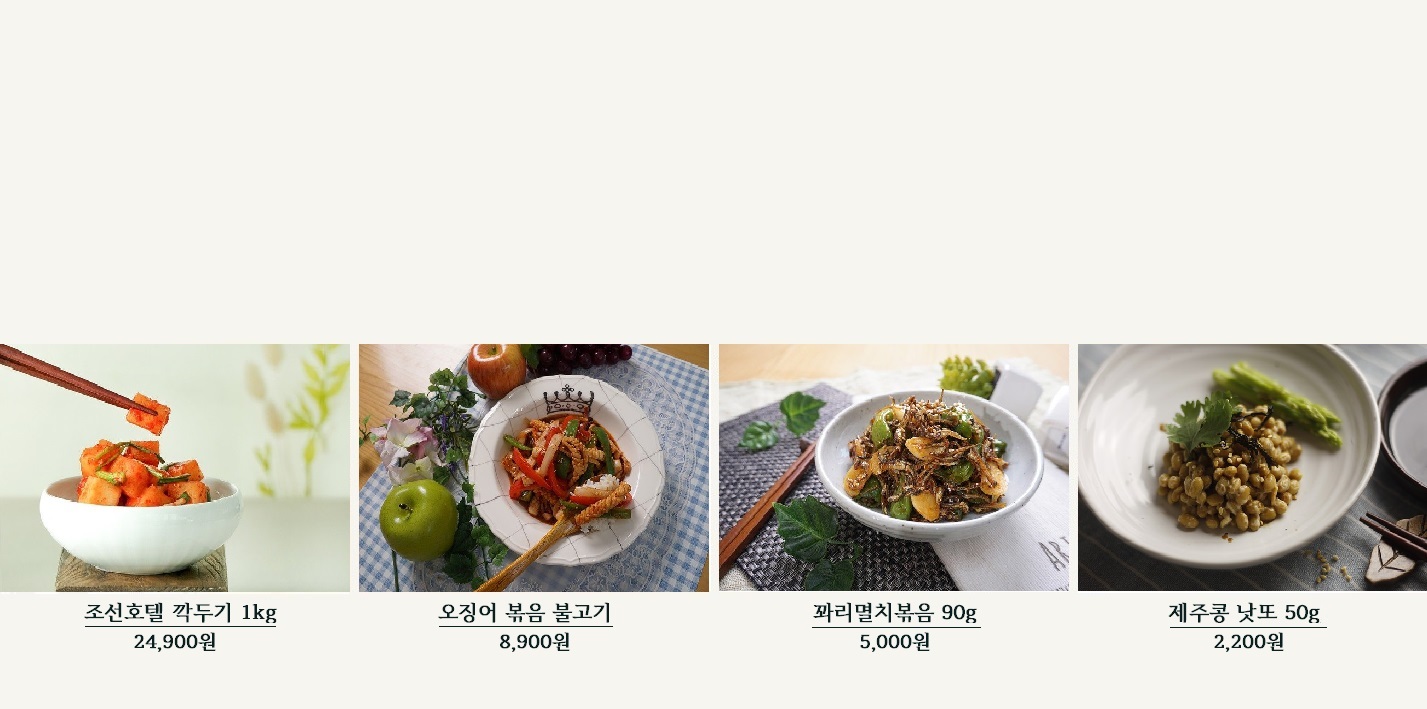 조선호텔 깍두기 1kg
24,900원
오징어 볶음 불고기
8,900원
꽈리멸치볶음 90g
5,000원
제주콩 낫또 50g
2,200원